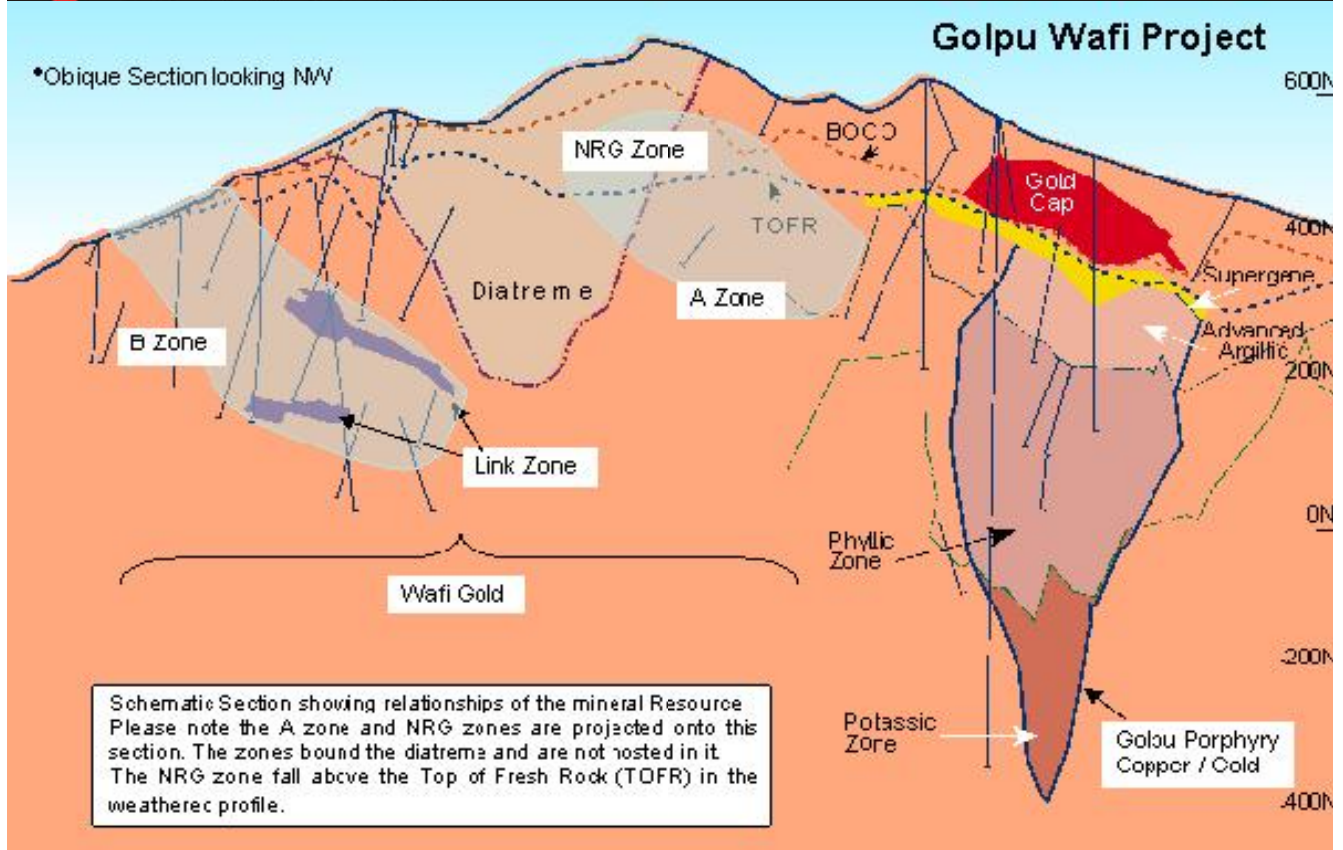 Golpu Wafi Project
•Obique Section looking NW
600N
BOCO
NRG Zone
Gold
Cap
TOFR
400N
Supergene
Diatreme
A Zone
B Zone
Advanced
Argillic
200N
Link Zone
0N
Phyllic
Zone
Wafi Gold
-200N
Schematic Section showing relationships of the mineral Resource
Please note the A zone and NRG zones are projected onto this
section. The zones bound the diatreme and are not hosted in it.
The NRG zone fall above the Top of Fresh Rock (TOFR) in the
weathered profile.
Potassic
Zone
Golpu Porphyry
Copper / Gold
-400N